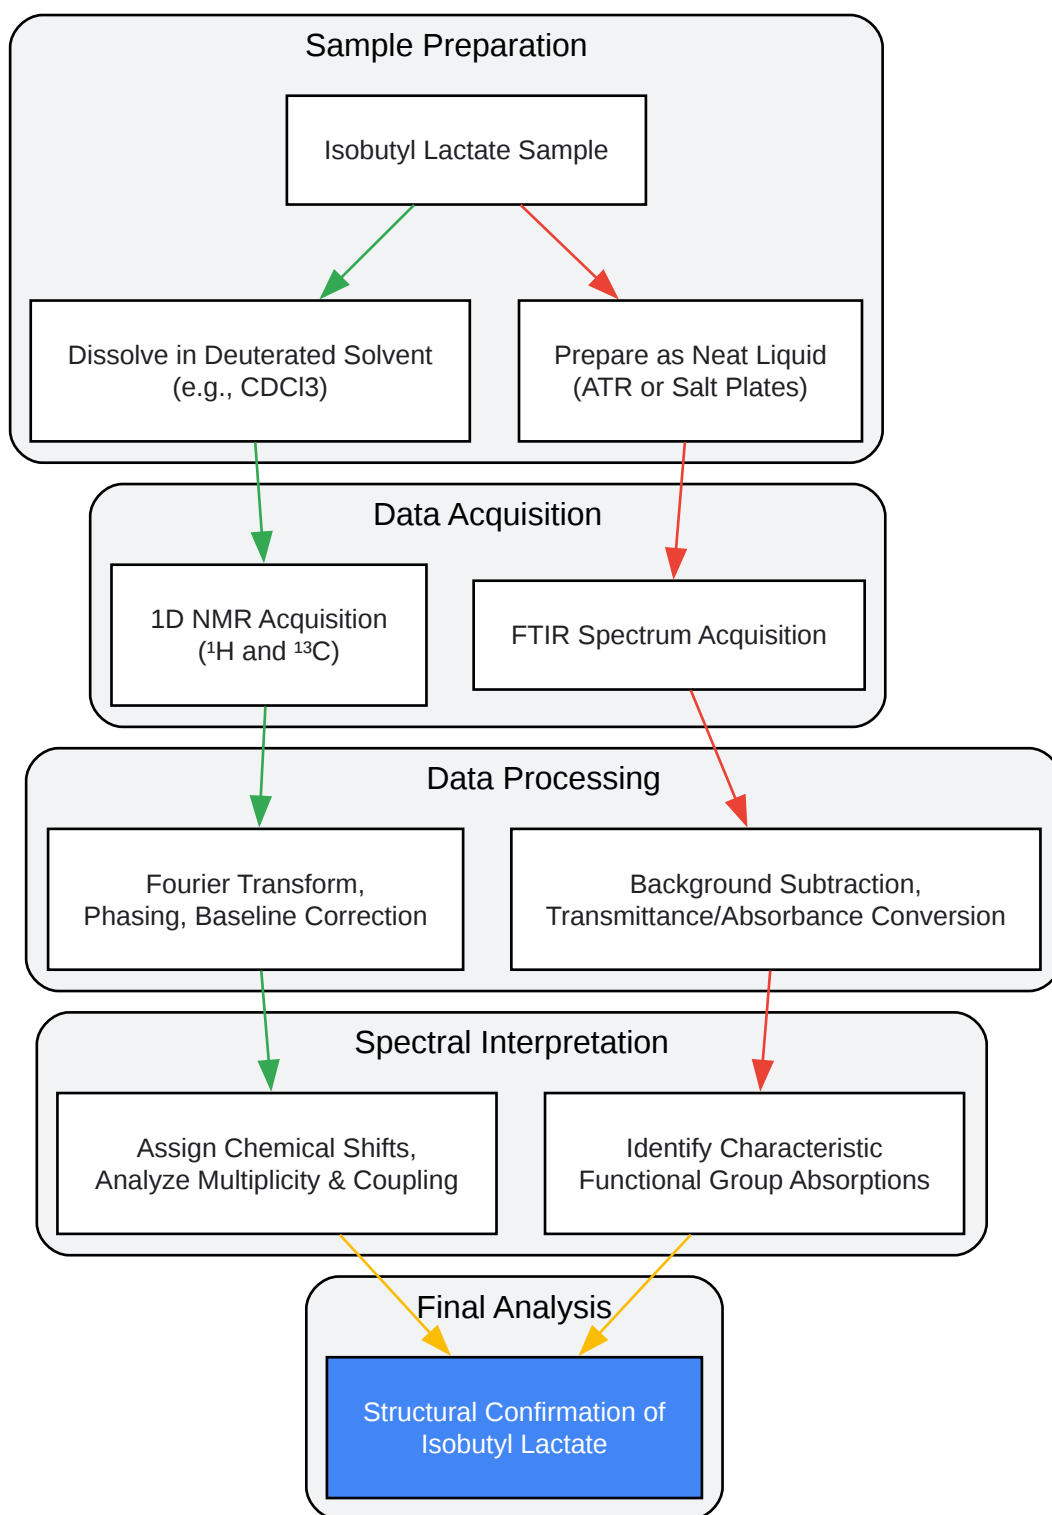 Sample Preparation
Isobutyl Lactate Sample
Dissolve in Deuterated Solvent
(e.g., CDCl3)
Prepare as Neat Liquid
(ATR or Salt Plates)
Data Acquisition
1D NMR Acquisition
(¹H and ¹³C)
FTIR Spectrum Acquisition
Data Processing
Fourier Transform,
Phasing, Baseline Correction
Background Subtraction,
Transmittance/Absorbance Conversion
Spectral Interpretation
Assign Chemical Shifts,
Analyze Multiplicity & Coupling
Identify Characteristic
Functional Group Absorptions
Final Analysis
Structural Confirmation of
Isobutyl Lactate